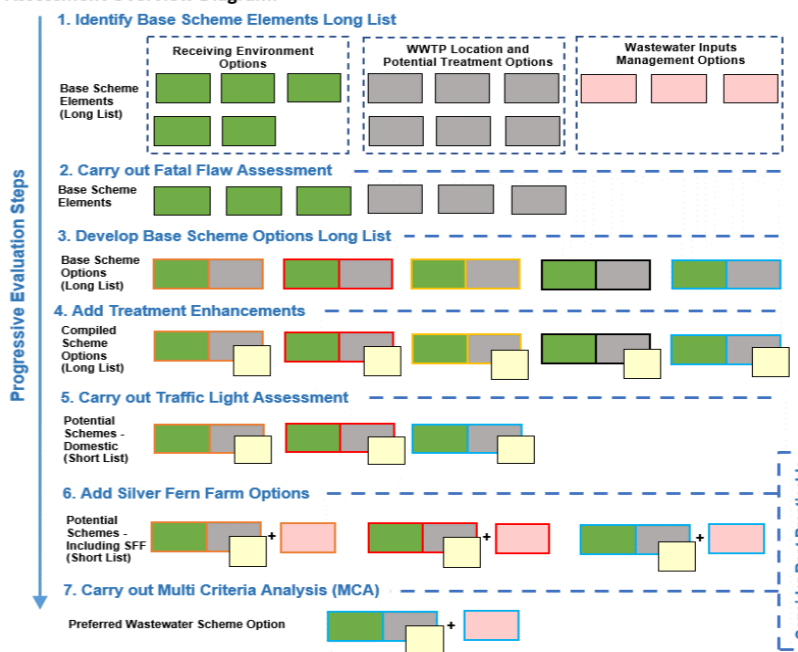 1. Identify Base Scheme Elements Long List
Receiving Environment
Options
WWTP Location and
Potential Treatment Options
Wastewater Inputs
Management Options
Base Scheme
Elements
(Long List)
2. Carry out Fatal Flaw Assessment
Base Scheme
Elements
3. Develop Base Scheme Options Long List
Base Scheme
Options
(Long List)
4. Add Treatment Enhancements
Compiled
Scheme
Options
(Long List)
5. Carry out Traffic Light Assessment
Potential
Schemes -
Domestic
(Short List)
6. Add Silver Fern Farm Options
Potential
Schemes -
Including SFF
(Short List)
+
+
+
7. Carry out Multi Criteria Analysis (MCA)
Preferred Wastewater Scheme Option
+
Progressive Evaluation Steps